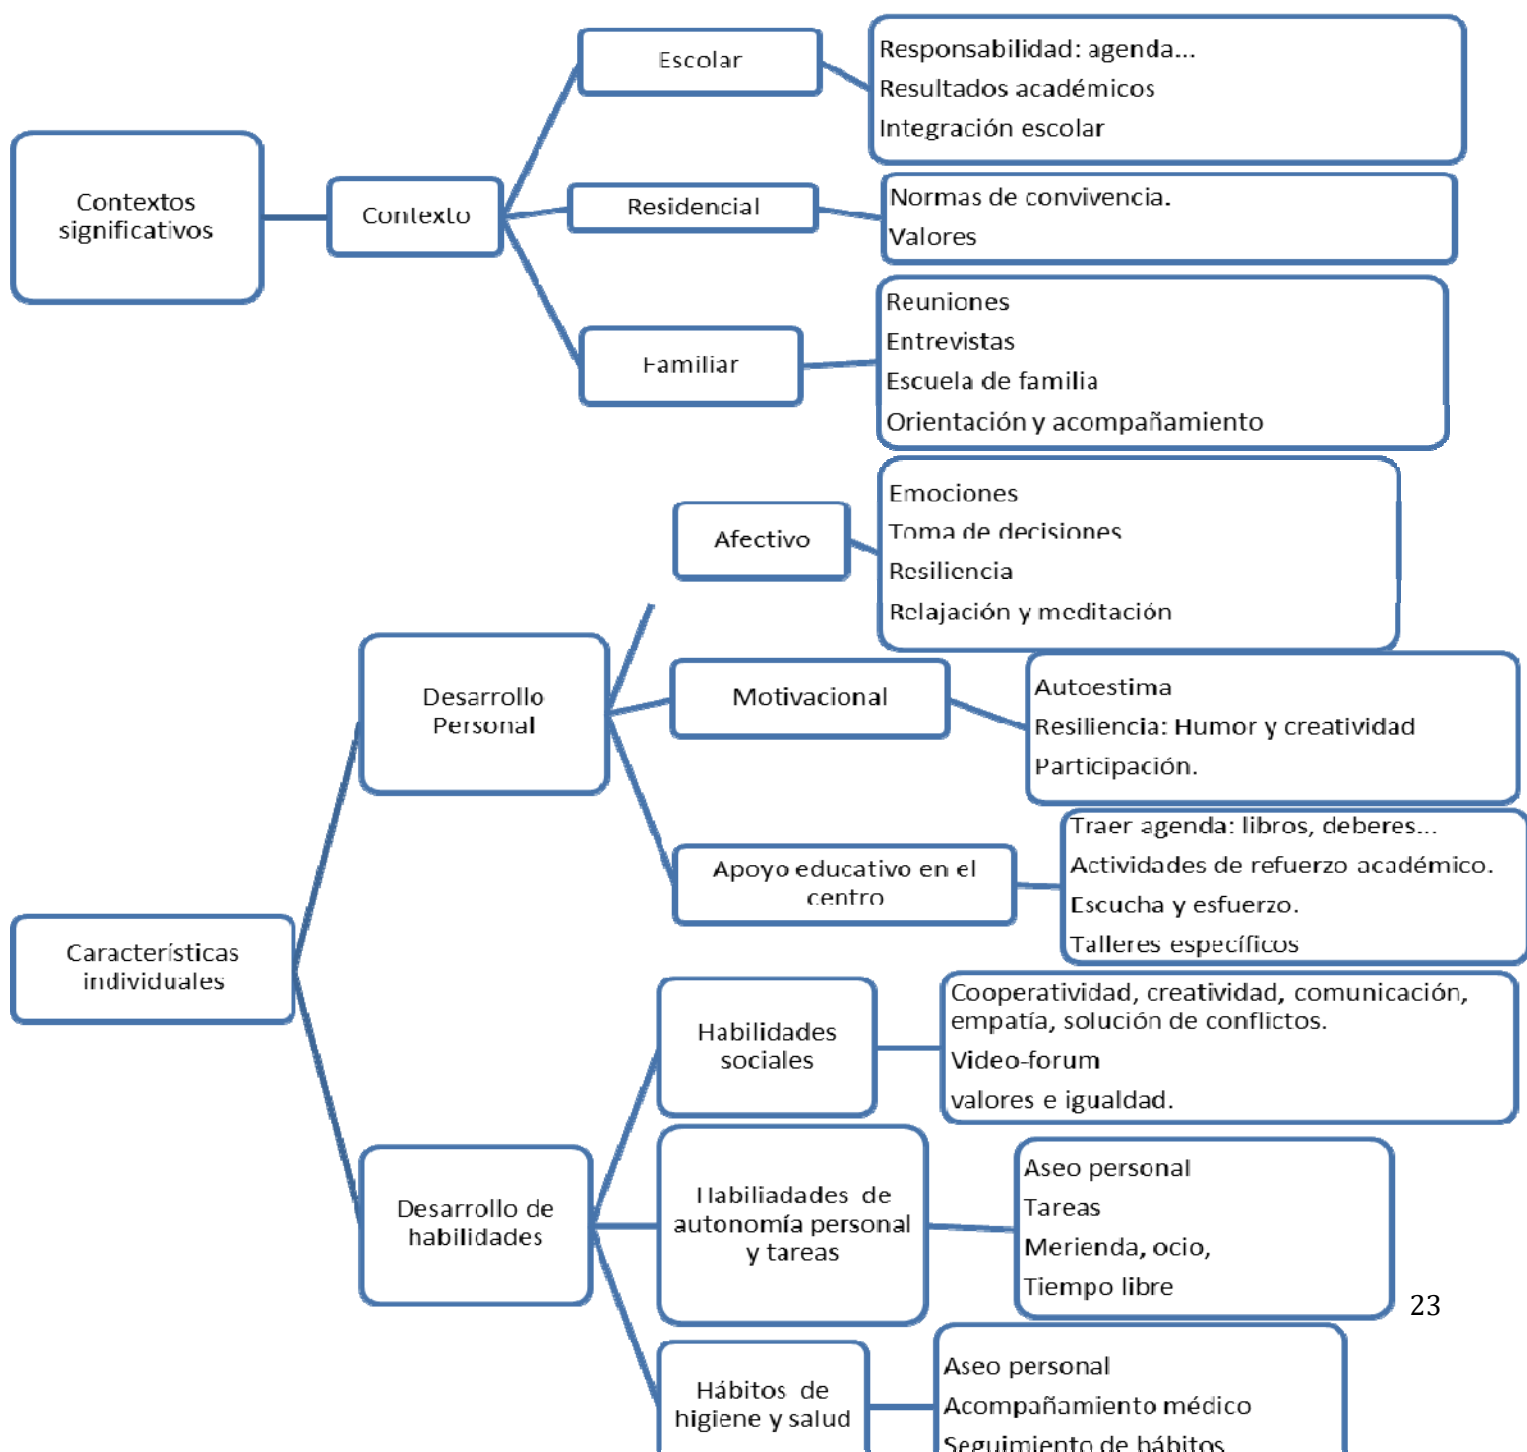 Contextos
significativos
Contexto
Escolar
Responsabilidad: agenda...
Resultados académicos
Integración escolar
Residencial
Normas de convivencia.
Valores
Familiar
Reuniones
Entrevistas
Escuela de familia
Orientación y acompañamiento
Características
individuales
Desarrollo
Personal
Afectivo
Emociones
Toma de decisiones
Resiliencia
Relajación y meditación
Motivacional
Autoestima
Resiliencia: Humor y creatividad
Participación.
Apoyo educativo en el
centro
Traer agenda: libros, deberes...
Actividades de refuerzo académico.
Escucha y esfuerzo.
Talleres específicos
Desarrollo de
habilidades
Habilidades
sociales
Cooperatividad, creatividad, comunicación,
empatía, solución de conflictos.
Video-forum
valores e igualdad.
Habiliadades de
autonomía personal
y tareas
Aseo personal
Tareas
Merienda, ocio,
Tiempo libre
Hábitos de
higiene y salud
Aseo personal
Acompañamiento médico
Seguimiento de hábitos
23